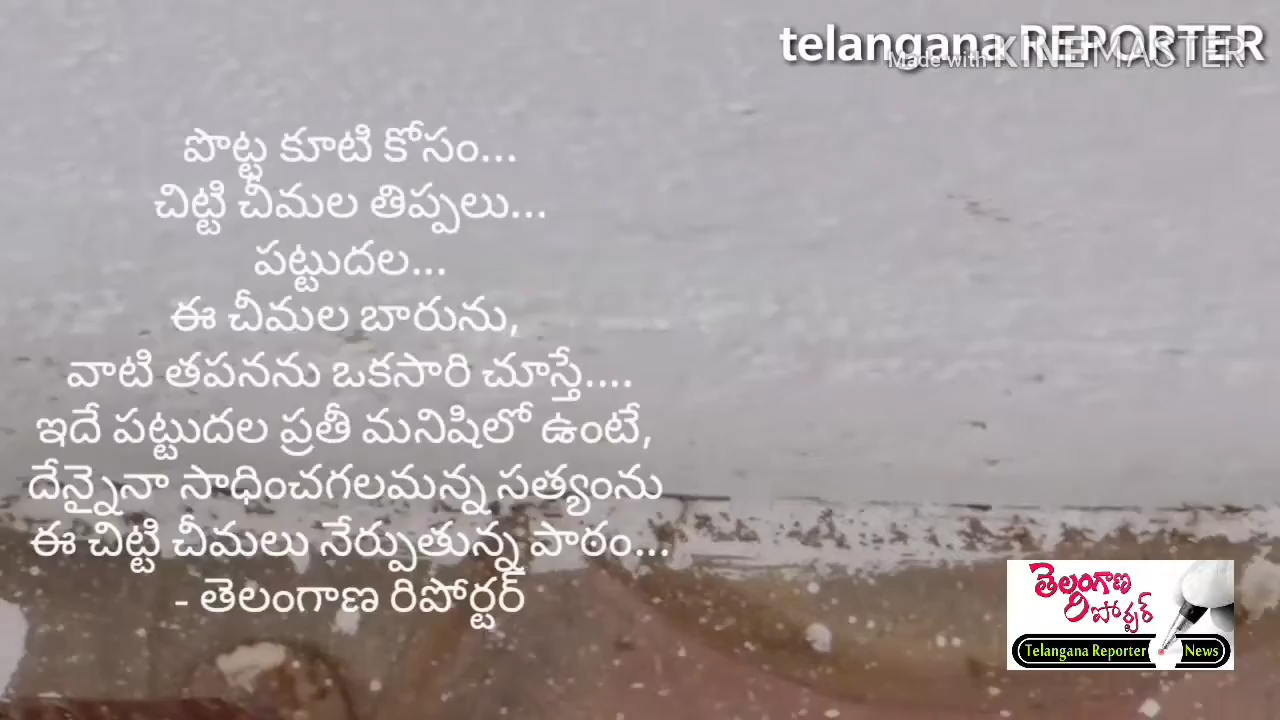 telangana REPORTER
Made with KINEMASTER
పొట్ట కూటి కోసం...
చిట్టి చీమల తిప్పలు...
పట్టుదల...
ఈ చీమల బారును,
వాటి తపనను ఒకసారి చూస్తే....
ఇదే పట్టుదల ప్రతీ మనిషిలో ఉంటే,
దేన్నైనా సాధించగలమన్న సత్యంను
ఈ చిట్టి చీమలు నేర్పుతున్న పాఠం...
- తెలంగాణ రిపోర్టర్
తెలంగాణ
రిపోర్టర్
Telangana Reporter News